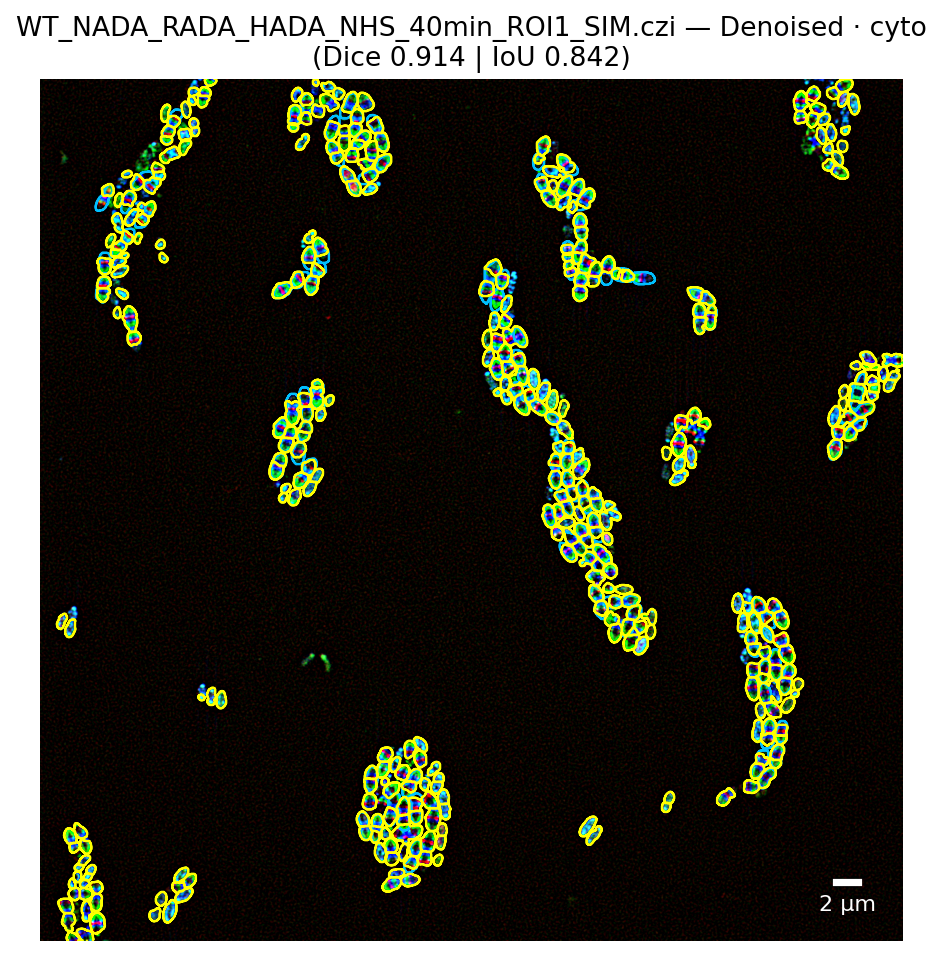 WT_NADA_RADA_HADA_NHS_40min_ROI1_SIM.czi — Denoised · cyto
(Dice 0.914 | IoU 0.842)
2 µm